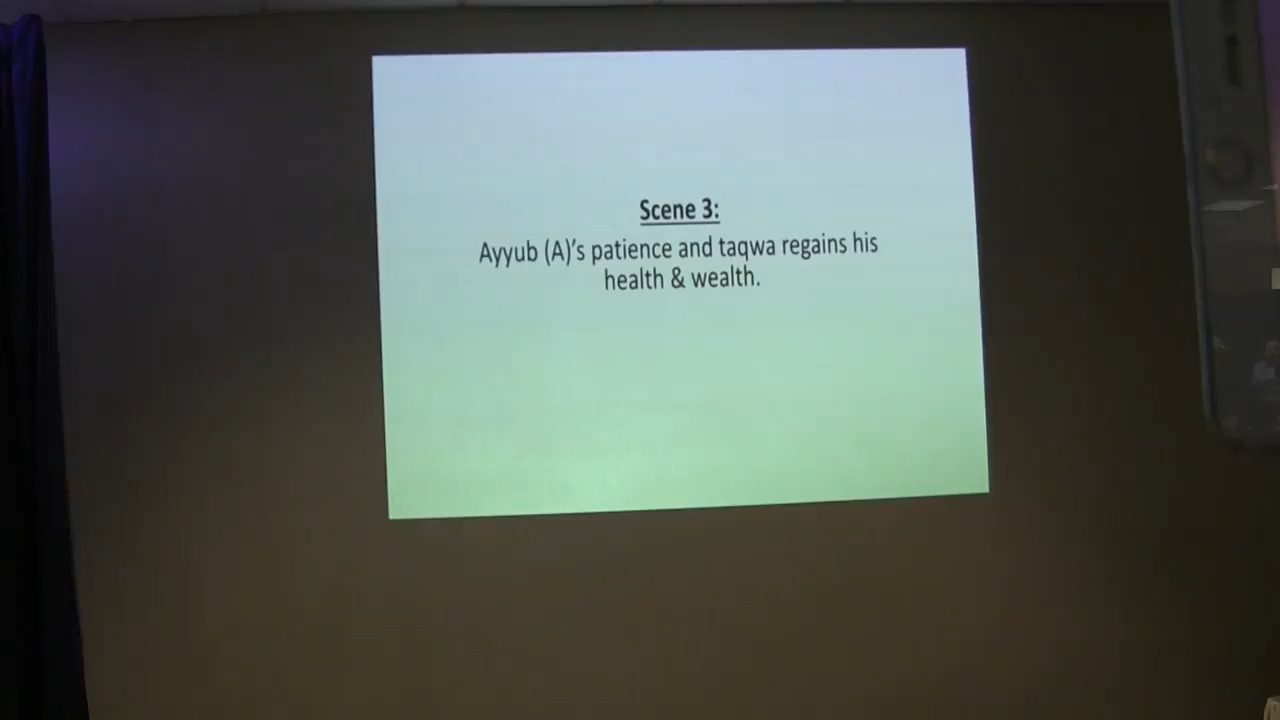 Scene 3:
Ayyub (A)'s patience and taqwa regains his
health & wealth.